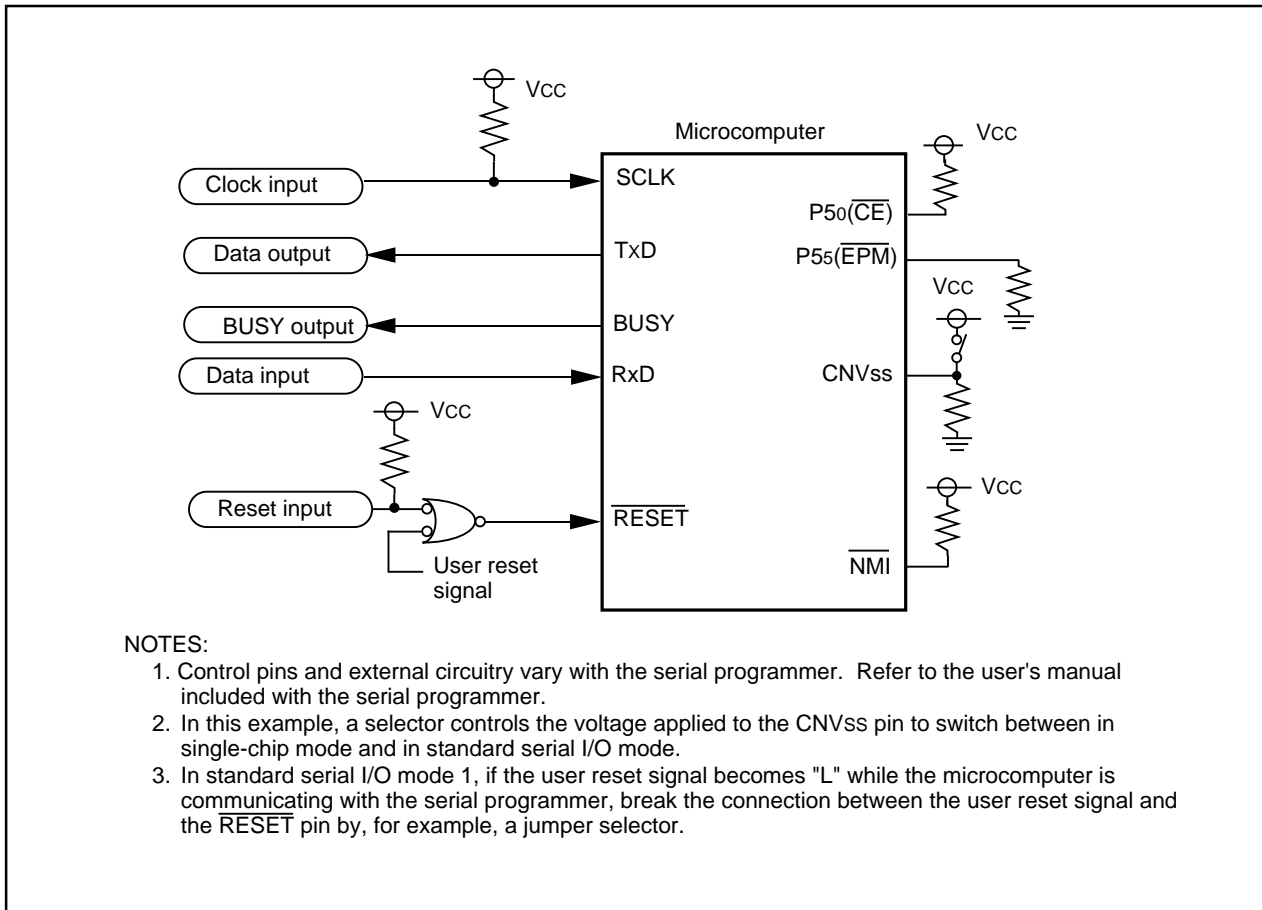 VCC
Microcomputer
VCC
Clock input
SCLK
P50(CE)
Data output
TxD
P55(EPM)
VCC
BUSY output
BUSY
Data input
RxD
CNVss
VCC
VCC
Reset input
RESET
User reset
signal
NMI
NOTES:
1. Control pins and external circuitry vary with the serial programmer. Refer to the user's manual
included with the serial programmer.
2. In this example, a selector controls the voltage applied to the CNVSS pin to switch between in
single-chip mode and in standard serial I/O mode.
3. In standard serial I/O mode 1, if the user reset signal becomes "L" while the microcomputer is
communicating with the serial programmer, break the connection between the user reset signal and
the RESET pin by, for example, a jumper selector.